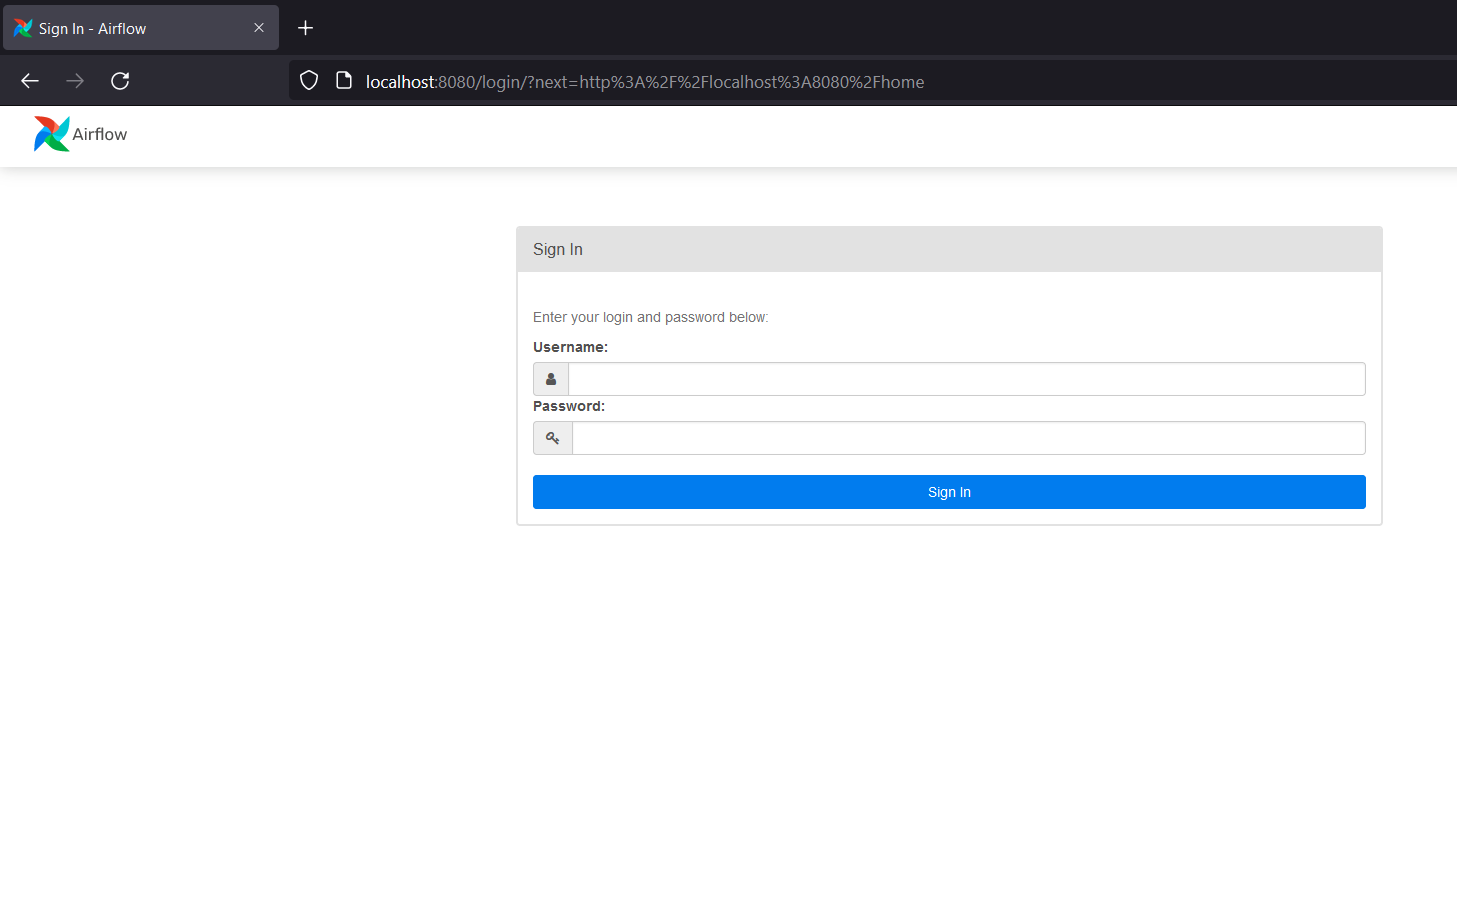 Sign In - Airflow
localhost:8080/login/?next=http%3A%2F%2Flocalhost%3A8080%2Fhome
Airflow
Sign In
Enter your login and password below:
Username:
Password:
Sign In